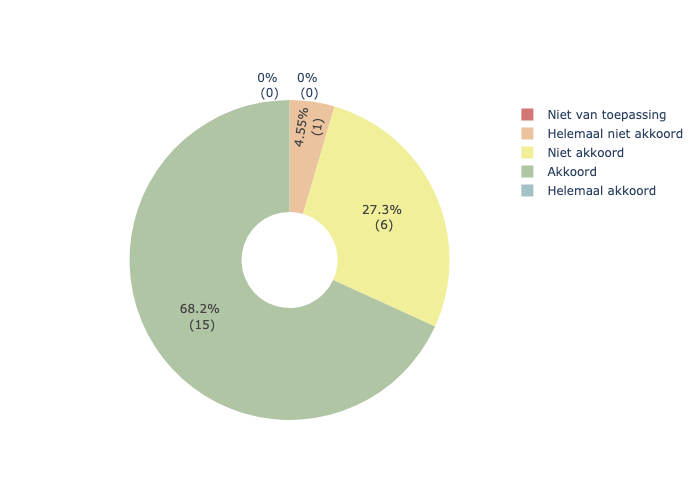 0%
(0)
0%
(0)
4.55%
(1)
27.3%
(6)
68.2%
(15)
Niet van toepassing
Helemaal niet akkoord
Niet akkoord
Akkoord
Helemaal akkoord